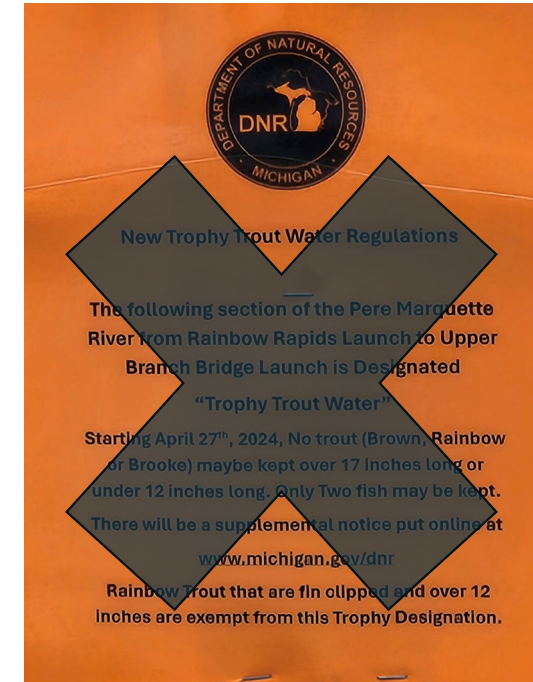 DEPARTMENT OF NATURAL RESOURCES
DNR
MICHIGAN
New Trophy Trout Water Regulations
The following section of the Pere Marquette
River from Rainbow Rapids Launch to Upper
Branch Bridge Launch is Designated
“Trophy Trout Water”
Starting April 27th, 2024, No trout (Brown, Rainbow
or Brooke) maybe kept over 17 inches long or
under 12 inches long. Only Two fish may be kept.
There will be a supplemental notice put online at
www.michigan.gov/dnr
Rainbow Trout that are fin clipped and over 12
inches are exempt from this Trophy Designation.